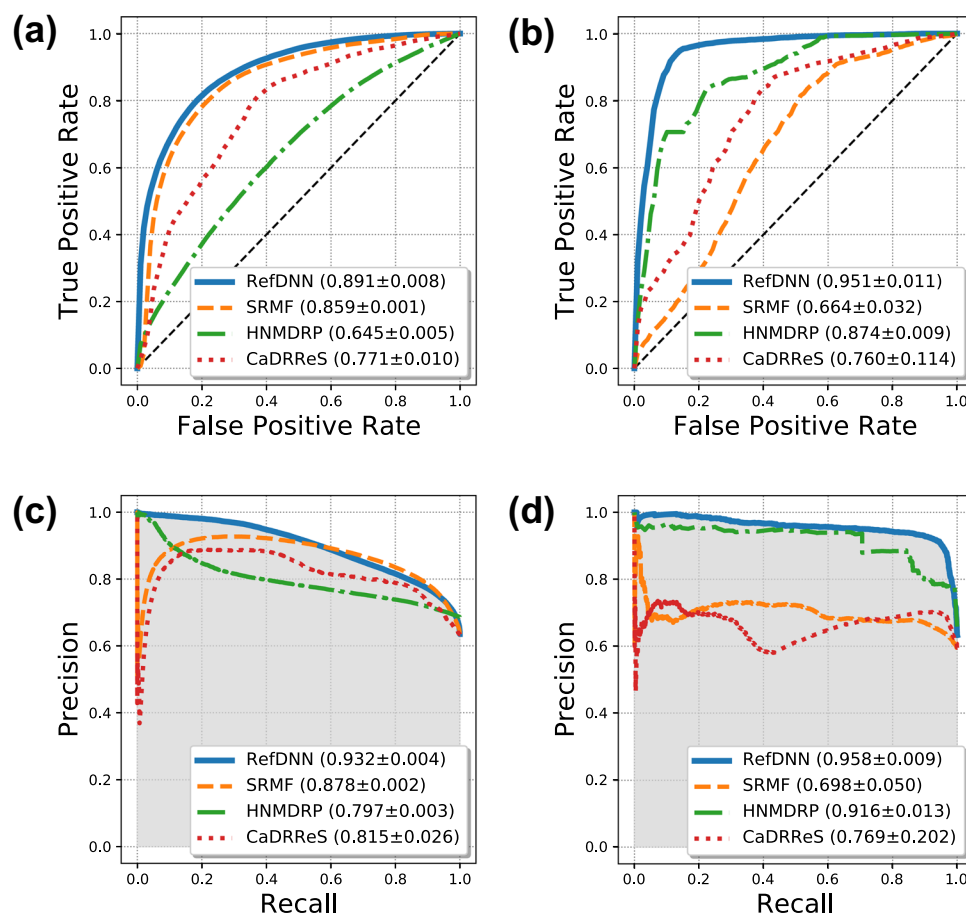 (a)
True Positive Rate
1.0
0.8
0.6
0.4
0.2
0.0
RefDNN (0.891±0.008)
SRMF (0.859±0.001)
HNMDRP (0.645±0.005)
CaDRReS (0.771±0.010)
0.0 0.2 0.4 0.6 0.8 1.0
False Positive Rate
(b)
True Positive Rate
1.0
0.8
0.6
0.4
0.2
0.0
RefDNN (0.951±0.011)
SRMF (0.664±0.032)
HNMDRP (0.874±0.009)
CaDRReS (0.760±0.114)
0.0 0.2 0.4 0.6 0.8 1.0
False Positive Rate
(c)
Precision
1.0
0.8
0.6
0.4
0.2
0.0
RefDNN (0.932±0.004)
SRMF (0.878±0.002)
HNMDRP (0.797±0.003)
CaDRReS (0.815±0.026)
0.0 0.2 0.4 0.6 0.8 1.0
Recall
(d)
Precision
1.0
0.8
0.6
0.4
0.2
0.0
RefDNN (0.958±0.009)
SRMF (0.698±0.050)
HNMDRP (0.916±0.013)
CaDRReS (0.769±0.202)
0.0 0.2 0.4 0.6 0.8 1.0
Recall